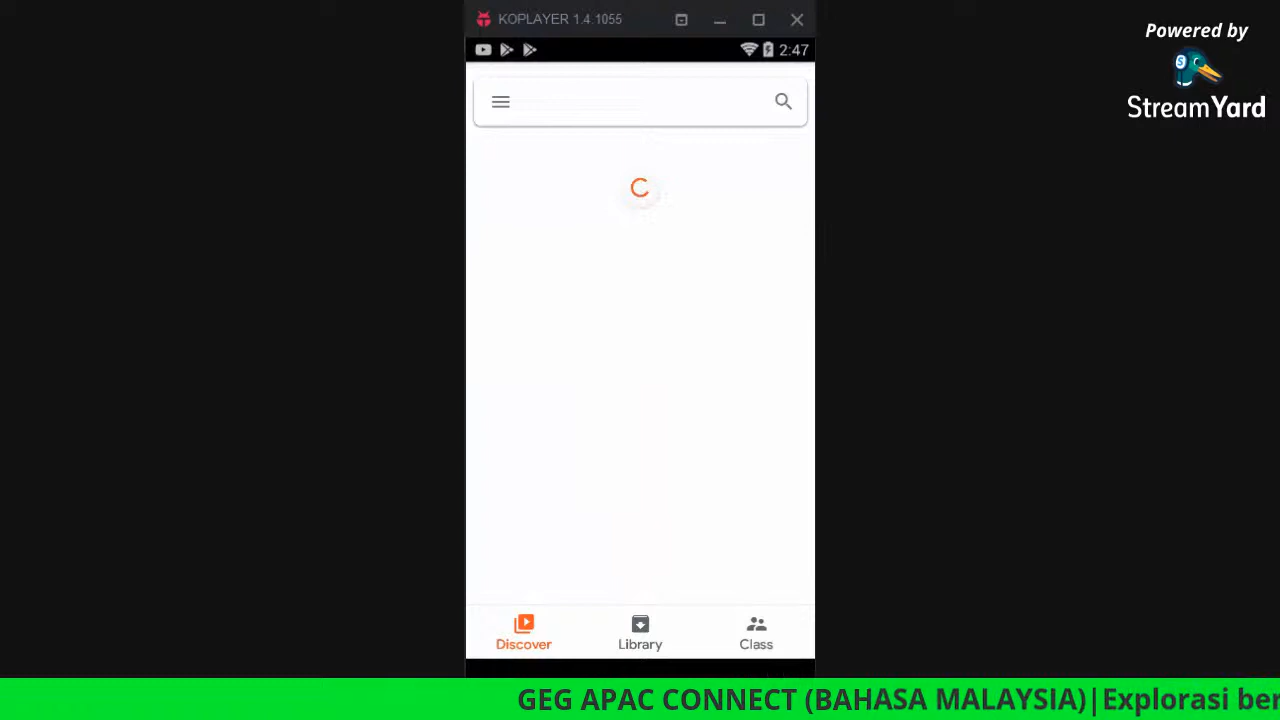 KOPLAYER 1.4.1055
2:47
Powered by
StreamYard
Discover
Library
Class
GEG APAC CONNECT (BAHASA MALAYSIA)|Explorasi ber